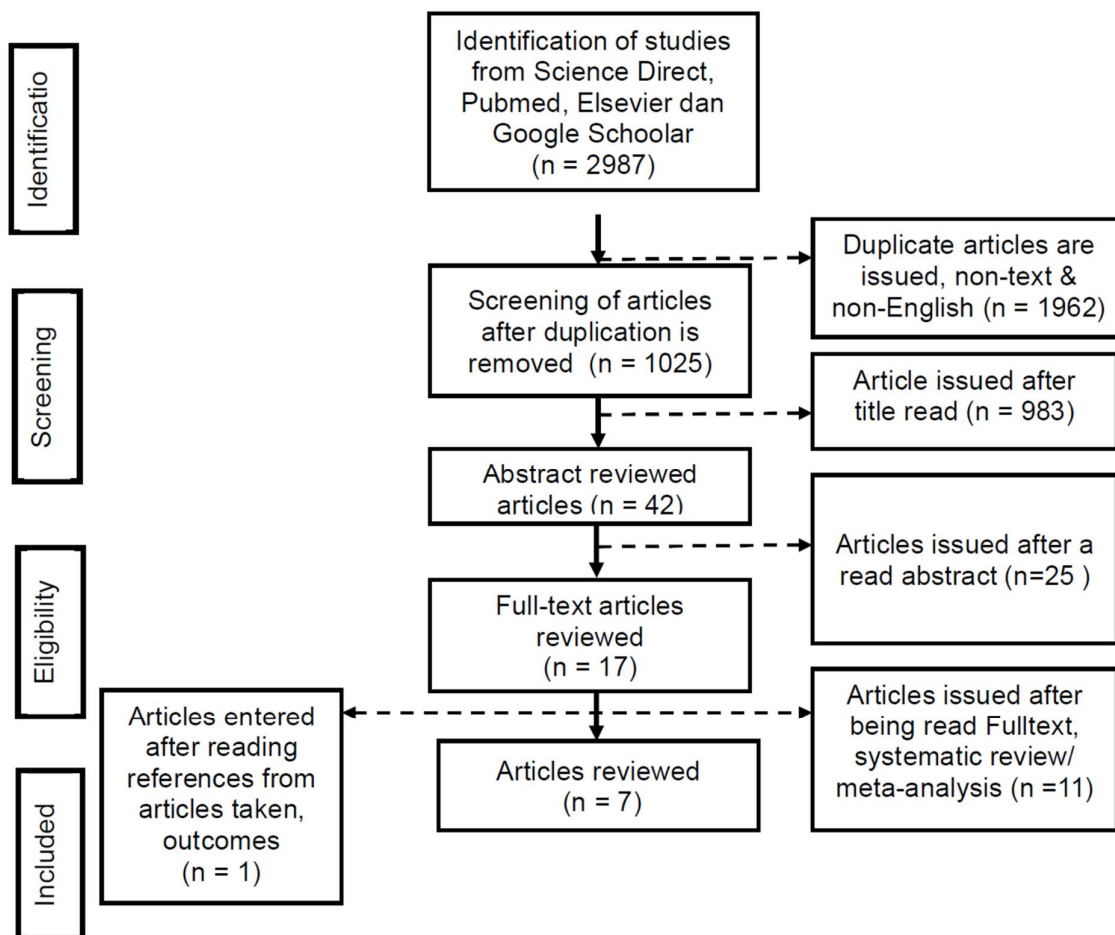 Identificatio
Identification of studies
from Science Direct,
Pubmed, Elsevier dan
Google Schoolar
(n = 2987)
Duplicate articles are
issued, non-text &
non-English (n = 1962)
Screening
Screening of articles
after duplication is
removed (n = 1025)
Article issued after
title read (n = 983)
Abstract reviewed
articles (n = 42)
Articles issued after a
read abstract (n=25 )
Eligibility
Full-text articles
reviewed
(n = 17)
Articles entered
after reading
references from
articles taken,
outcomes
(n = 1)
Articles issued after
being read Fulltext,
systematic review/
meta-analysis (n =11)
Included
Articles reviewed
(n = 7)